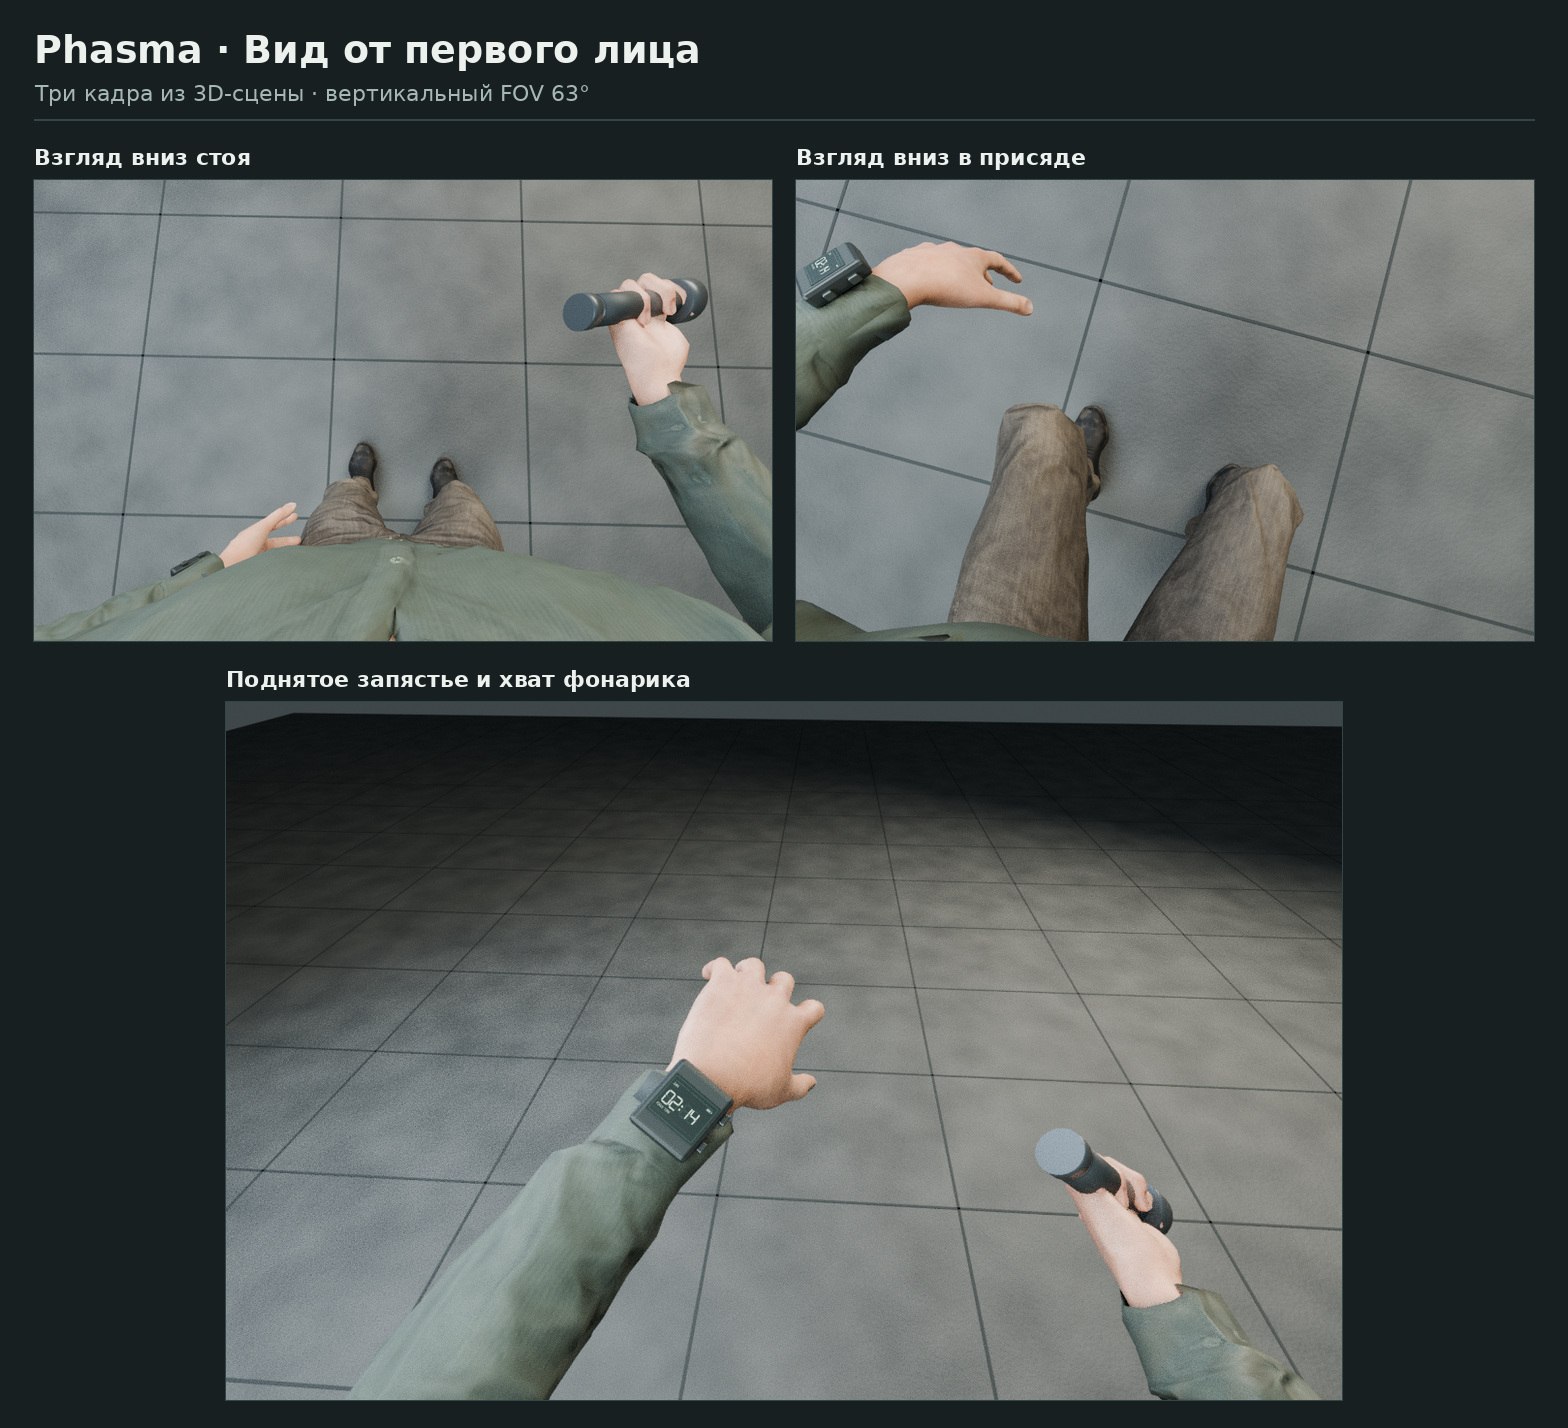 Phasma · Вид от первого лица
Три кадра из 3D-сцены · вертикальный FOV 63°
Взгляд вниз стоя
Взгляд вниз в присяде
Поднятое запястье и хват фонарика
02:14